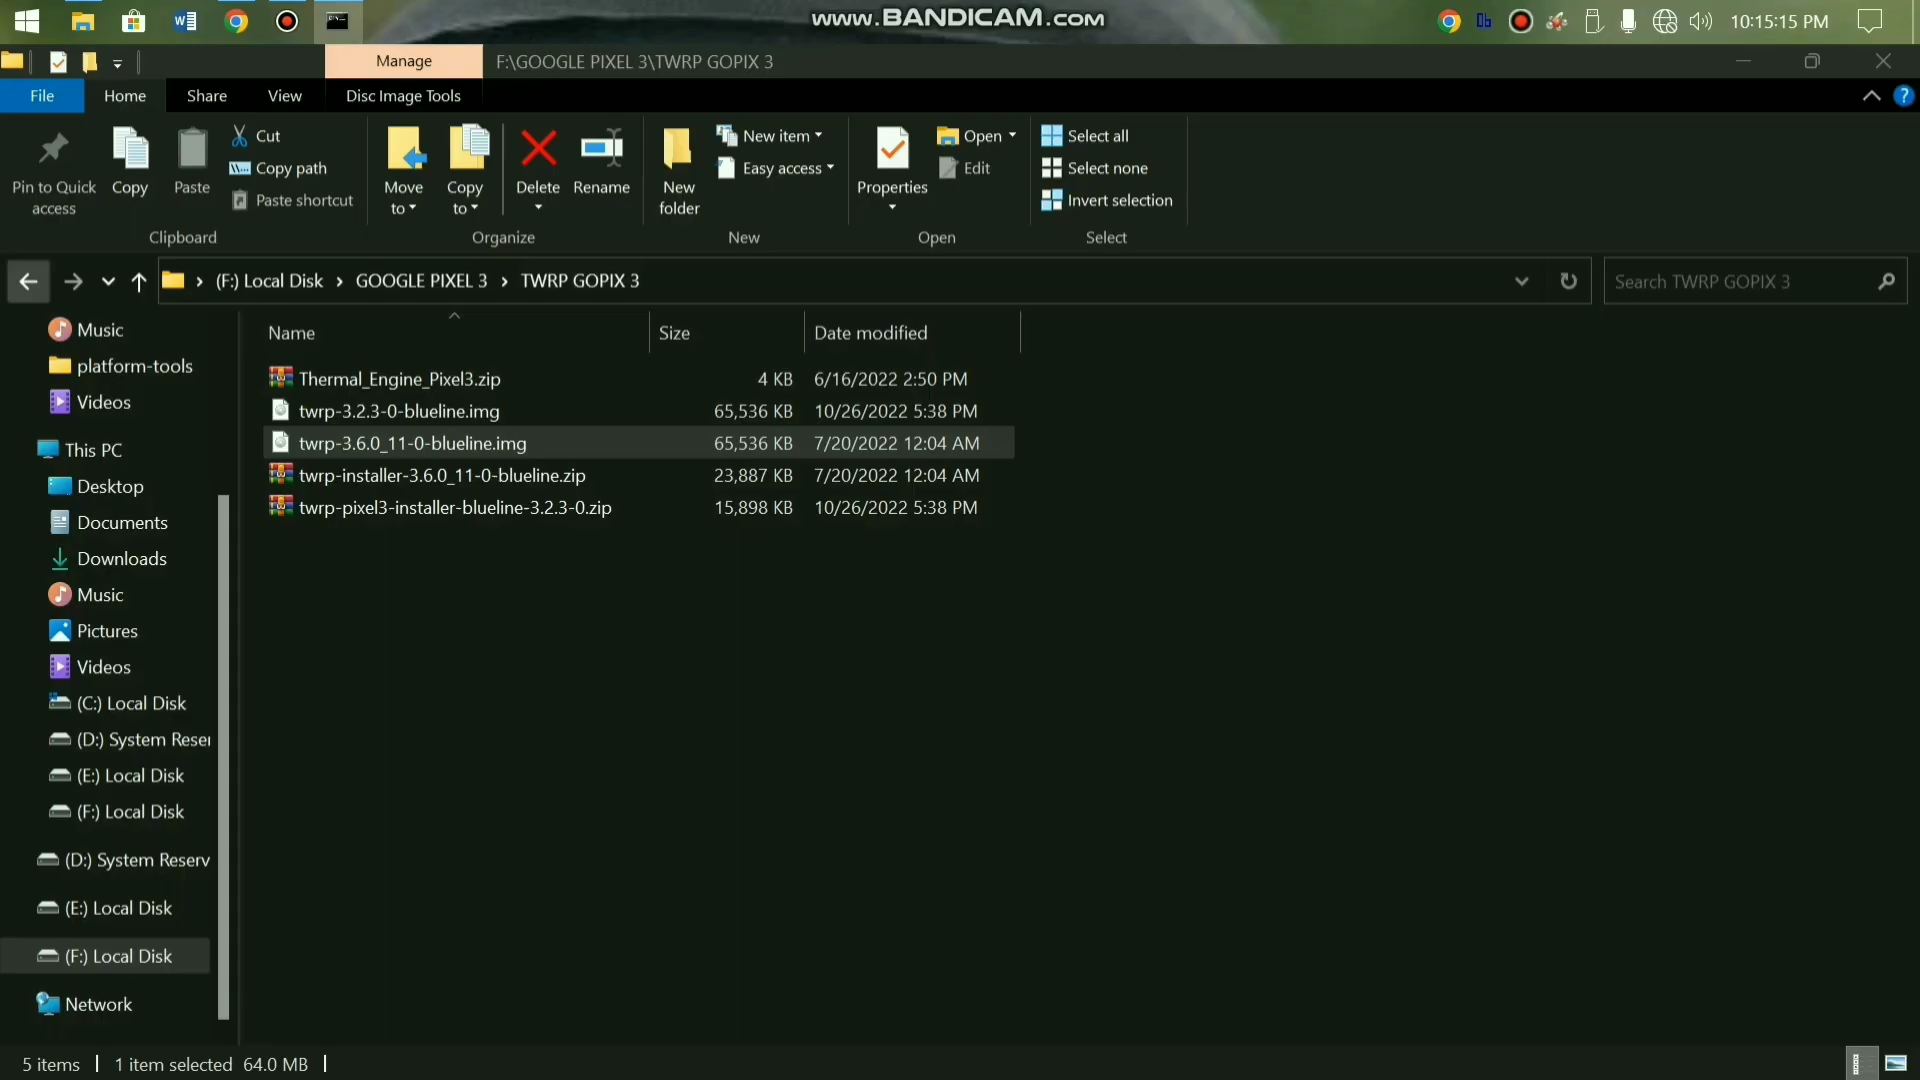 www.BANDICAM.com
10:15:15 PM
Manage
F:\GOOGLE PIXEL 3\TWRP GOPIX 3
File
Home
Share
View
Disc Image Tools
Pin to Quick access
Copy
Paste
Cut
Copy path
Paste shortcut
Clipboard
Move to
Copy to
Delete
Rename
Organize
New folder
New item
Easy access
New
Properties
Open
Edit
Open
Select all
Select none
Invert selection
Select
(F:) Local Disk › GOOGLE PIXEL 3 › TWRP GOPIX 3
Search TWRP GOPIX 3
Music
platform-tools
Videos
This PC
Desktop
Documents
Downloads
Music
Pictures
Videos
(C:) Local Disk
(D:) System Reser
(E:) Local Disk
(F:) Local Disk
(D:) System Reserv
(E:) Local Disk
(F:) Local Disk
Network
Name Size Date modified
Thermal_Engine_Pixel3.zip 4 KB 6/16/2022 2:50 PM
twrp-3.2.3-0-blueline.img 65,536 KB 10/26/2022 5:38 PM
twrp-3.6.0_11-0-blueline.img 65,536 KB 7/20/2022 12:04 AM
twrp-installer-3.6.0_11-0-blueline.zip 23,887 KB 7/20/2022 12:04 AM
twrp-pixel3-installer-blueline-3.2.3-0.zip 15,898 KB 10/26/2022 5:38 PM
5 items 1 item selected 64.0 MB